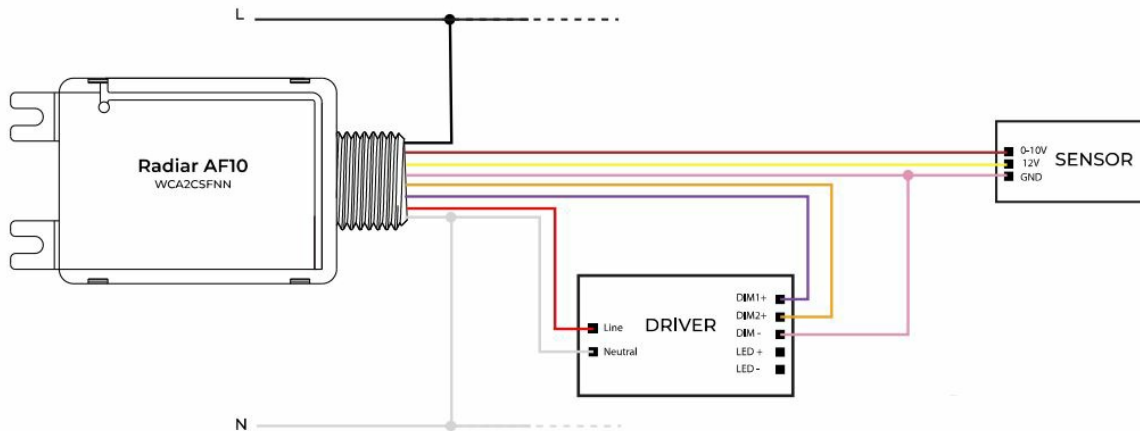 L
Radiar AF10
WCA2CSFNN
0-10V
12V
GND
SENSOR
DIM1+
DIM2+
DIM -
LED +
LED -
DRIVER
Line
Neutral
N